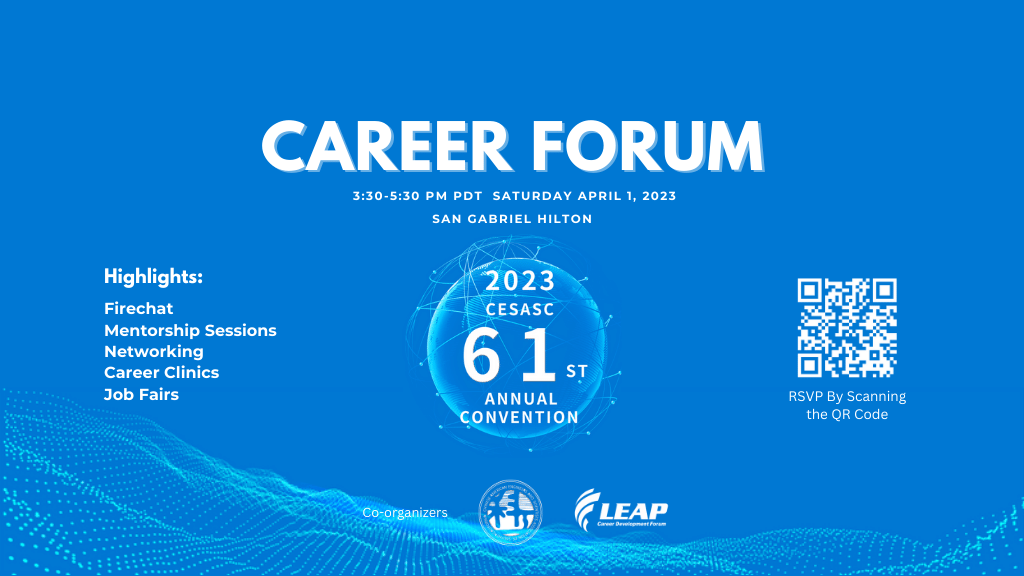 CAREER FORUM
3:30-5:30 PM PDT SATURDAY APRIL 1, 2023
SAN GABRIEL HILTON
Highlights:
Firechat
Mentorship Sessions
Networking
Career Clinics
Job Fairs
2023
CESASC
61ST
ANNUAL
CONVENTION
RSVP By Scanning
the QR Code
Co-organizers
LEAP
Career Development Forum